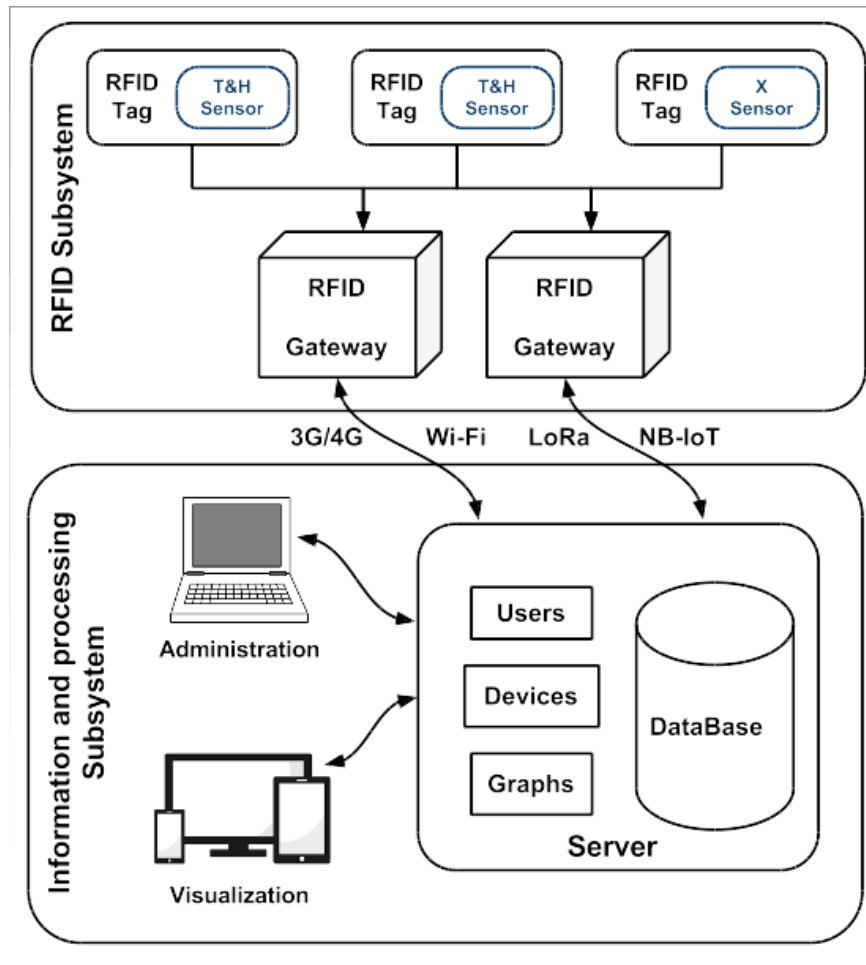 RFID Subsystem
RFID
Tag
T&H
Sensor
RFID
Tag
T&H
Sensor
RFID
Tag
X
Sensor
RFID
Gateway
RFID
Gateway
3G/4G
Wi-Fi
LoRa
NB-IoT
Information and processing
Subsystem
Administration
Visualization
Users
Devices
Graphs
DataBase
Server